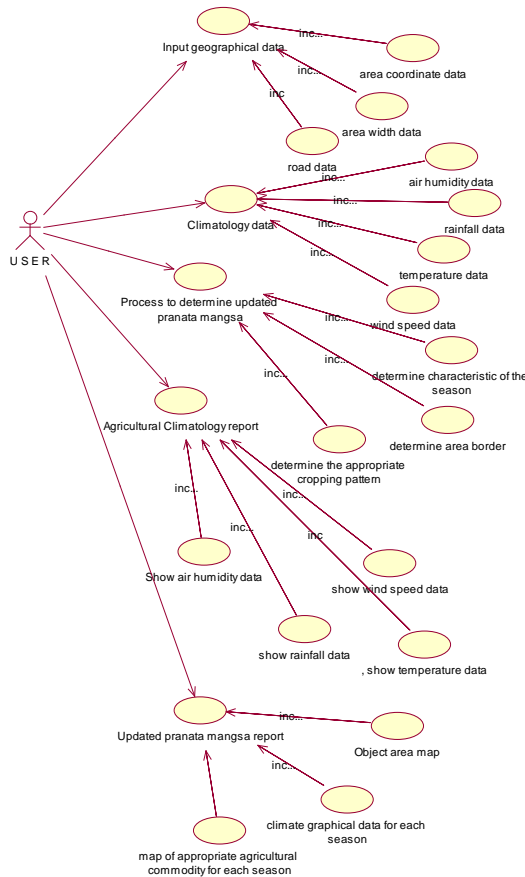 inc...
Input geographical data
inc...
area coordinate data
inc...
area width data
inc
road data
inc...
air humidity data
inc...
rainfall data
Climatology data
inc...
temperature data
inc...
wind speed data
U S E R
Process to determine updated
pranata mangsa
inc...
determine characteristic of the
season
inc...
determine area border
inc...
determine the appropriate
cropping pattern
Agricultural Climatology report
inc...
Show air humidity data
inc...
show rainfall data
inc...
show wind speed data
inc
, show temperature data
Updated pranata mangsa report
inc...
Object area map
inc...
climate graphical data for each
season
map of appropriate agricultural
commodity for each season